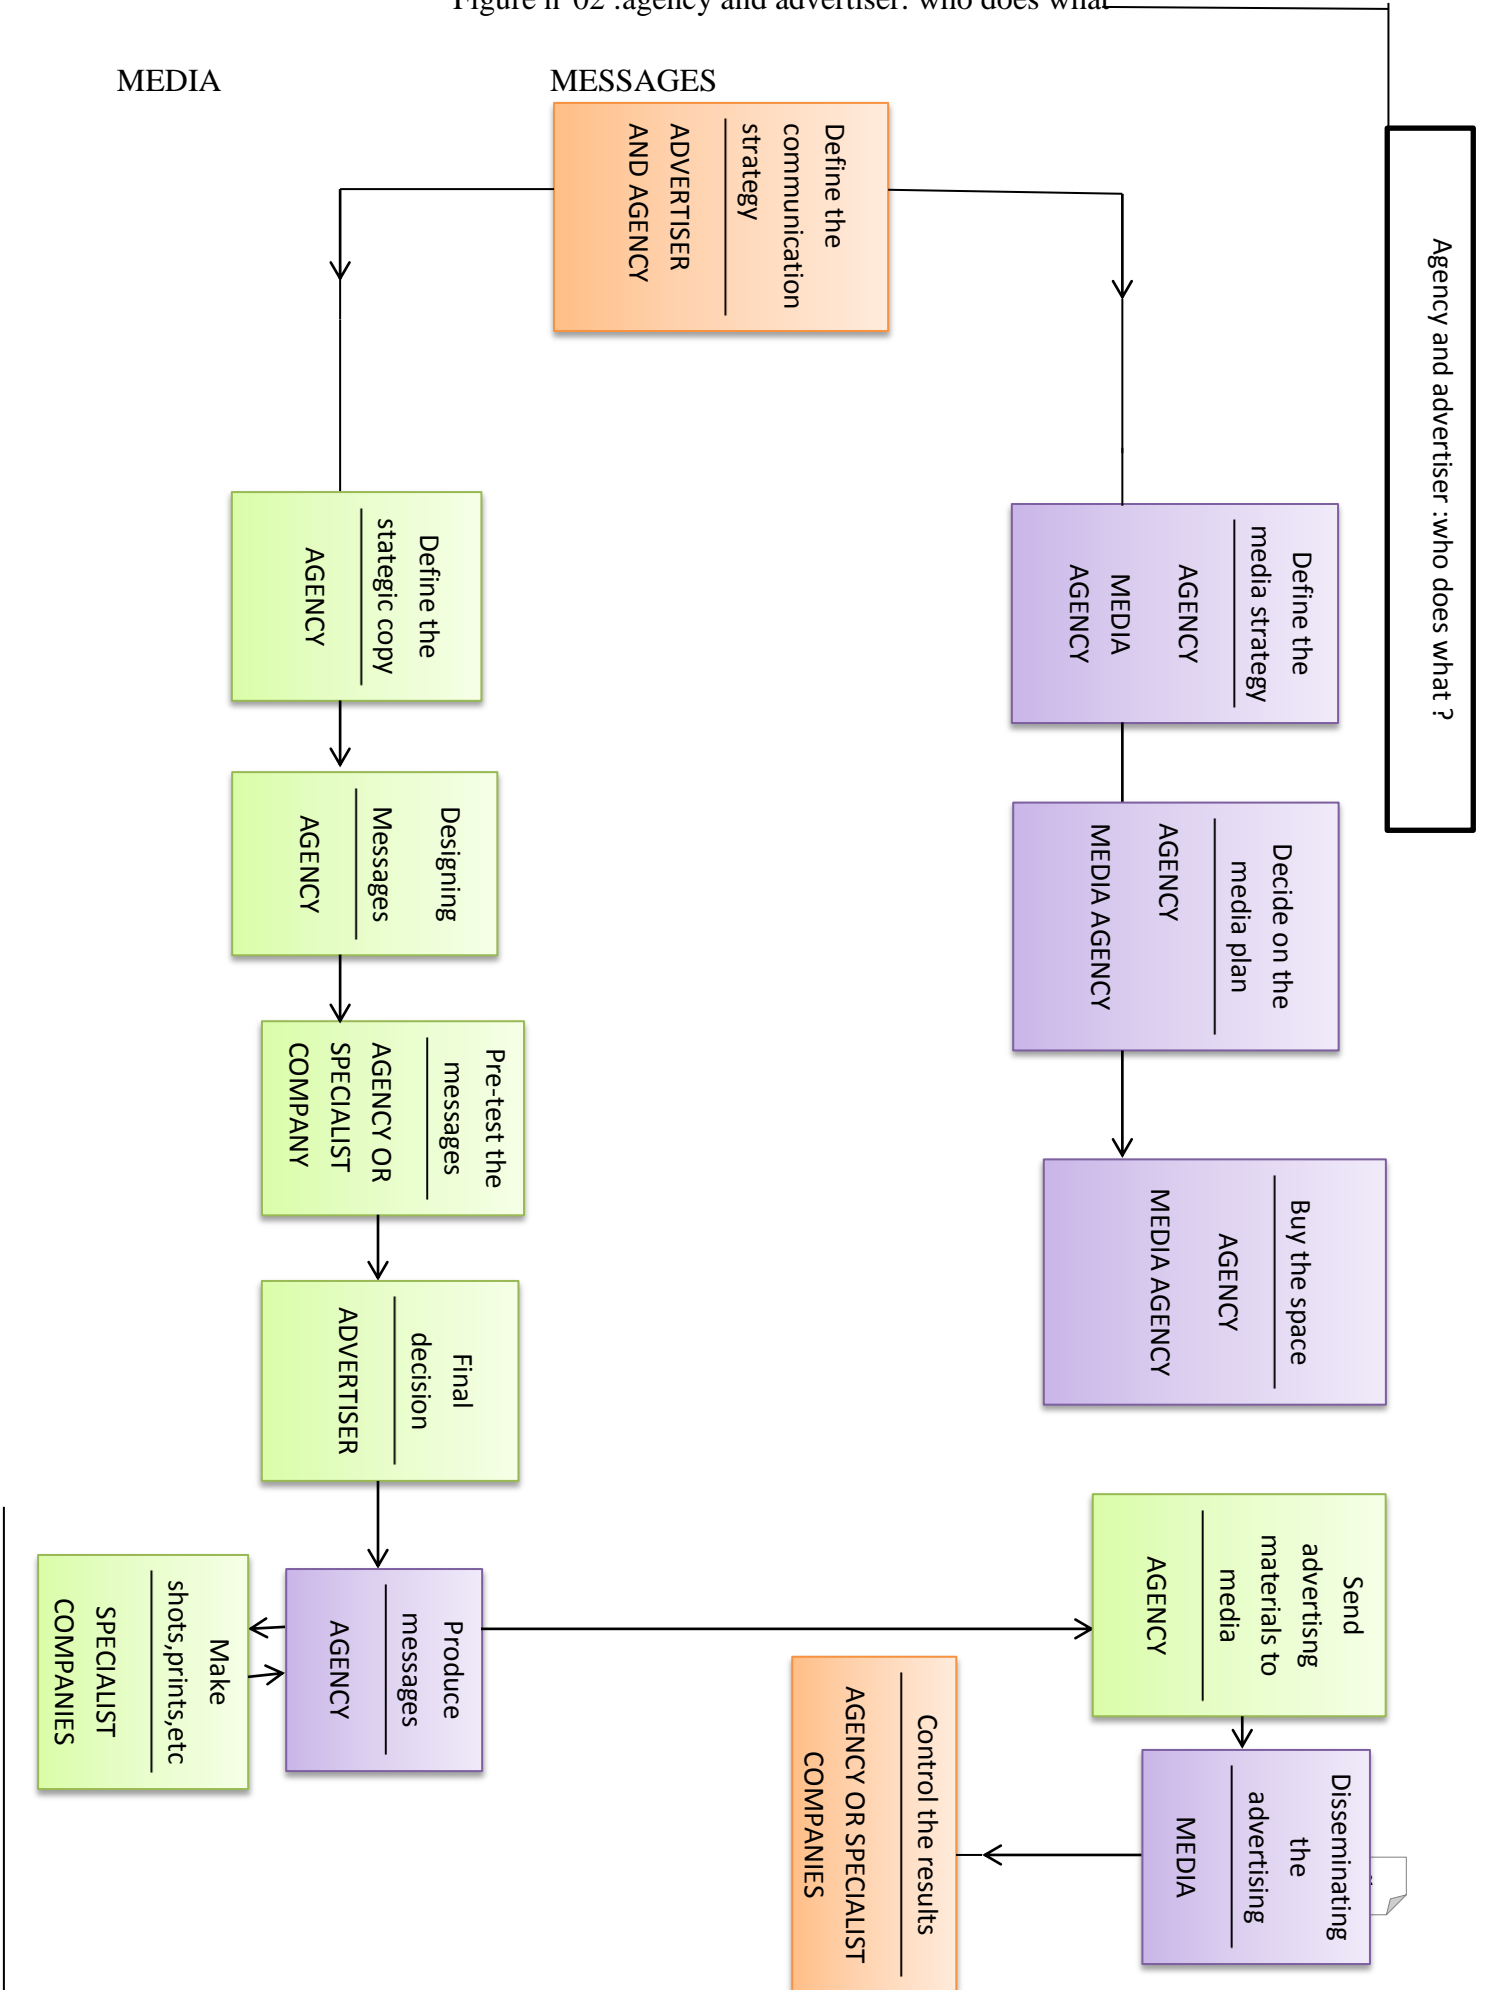 Figure n°02 :agency and advertiser: who does what
MEDIA
MESSAGES
Agency and advertiser :who does what ?
Define the
communication
strategy
ADVERTISER
AND AGENCY
Define the
media strategy
AGENCY
MEDIA
AGENCY
Decide on the
media plan
AGENCY
MEDIA AGENCY
Buy the space
AGENCY
MEDIA AGENCY
Send
advertisng
materials to
media
AGENCY
Disseminating
the
advertising
MEDIA
Control the results
AGENCY OR SPECIALIST
COMPANIES
Define the
stategic copy
AGENCY
Designing
Messages
AGENCY
Pre-test the
messages
AGENCY OR
SPECIALIST
COMPANY
Final
decision
ADVERTISER
Produce
messages
AGENCY
Make
shots,prints,etc
SPECIALIST
COMPANIES